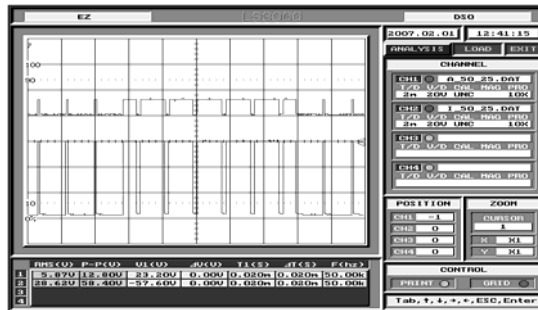 EZ
DSO
2007.02.01 12:41:15
ANALYSIS LOAD EXIT
CHANNEL
CH1 A_50_25.DAT
T/D V/D CAL MAG PRO
2m 20V UNC 10X
CH2 I_50_25.DAT
T/D V/D CAL MAG PRO
2m 20V UNC 10X
CH3
T/D V/D CAL MAG PRO
CH4
T/D V/D CAL MAG PRO
100
90
10
POSITION
CH1 -1
CH2 0
CH3 0
CH4 0
ZOOM
CURSOR
1
X X1
Y X1
CONTROL
PRINT GRID
Tab,↑,↓,→,←,ESC,Enter
RMS(V) P-P(V) V1(V) ΔV(V) T1(S) ΔT(S) F(hz)
1 5.87V 12.80V 23.20V 0.00V 0.020m 0.020m 50.00k
2 28.62V 58.40V -57.60V 0.00V 0.020m 0.020m 50.00k
3
4